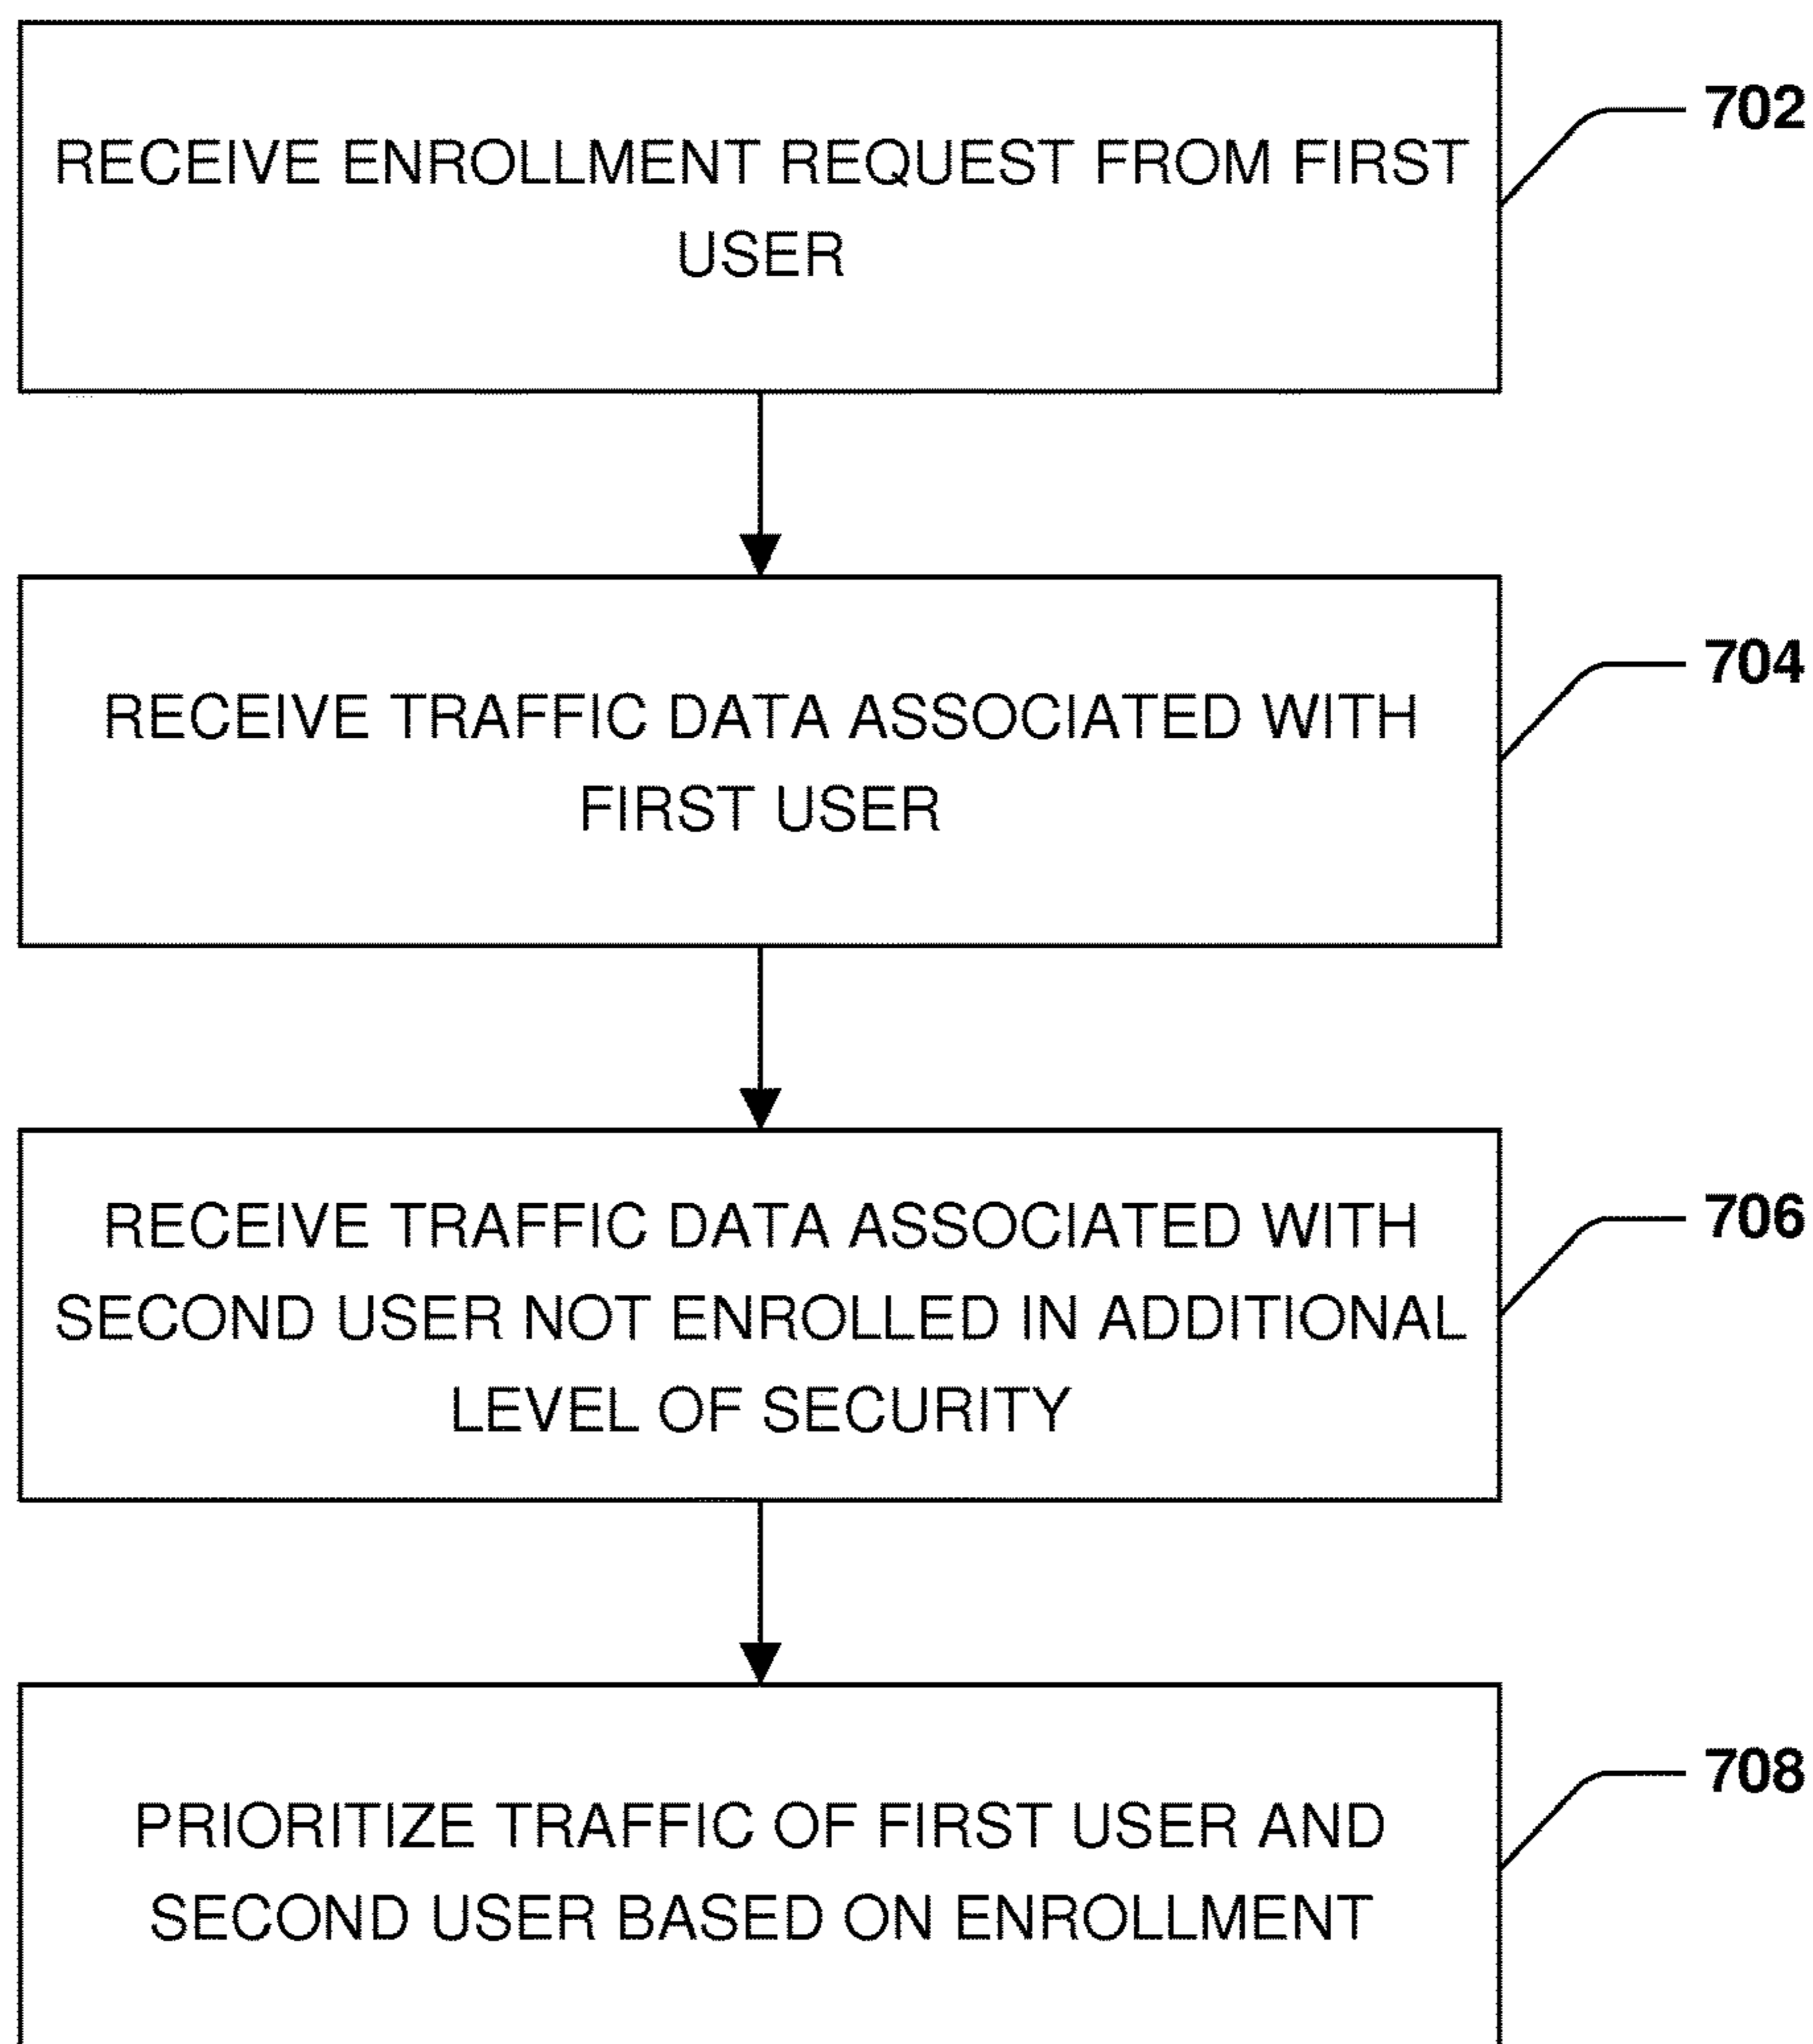 RECEIVE ENROLLMENT REQUEST FROM FIRST
USER
702
RECEIVE TRAFFIC DATA ASSOCIATED WITH
FIRST USER
704
RECEIVE TRAFFIC DATA ASSOCIATED WITH
SECOND USER NOT ENROLLED IN ADDITIONAL
LEVEL OF SECURITY
706
PRIORITIZE TRAFFIC OF FIRST USER AND
SECOND USER BASED ON ENROLLMENT
708